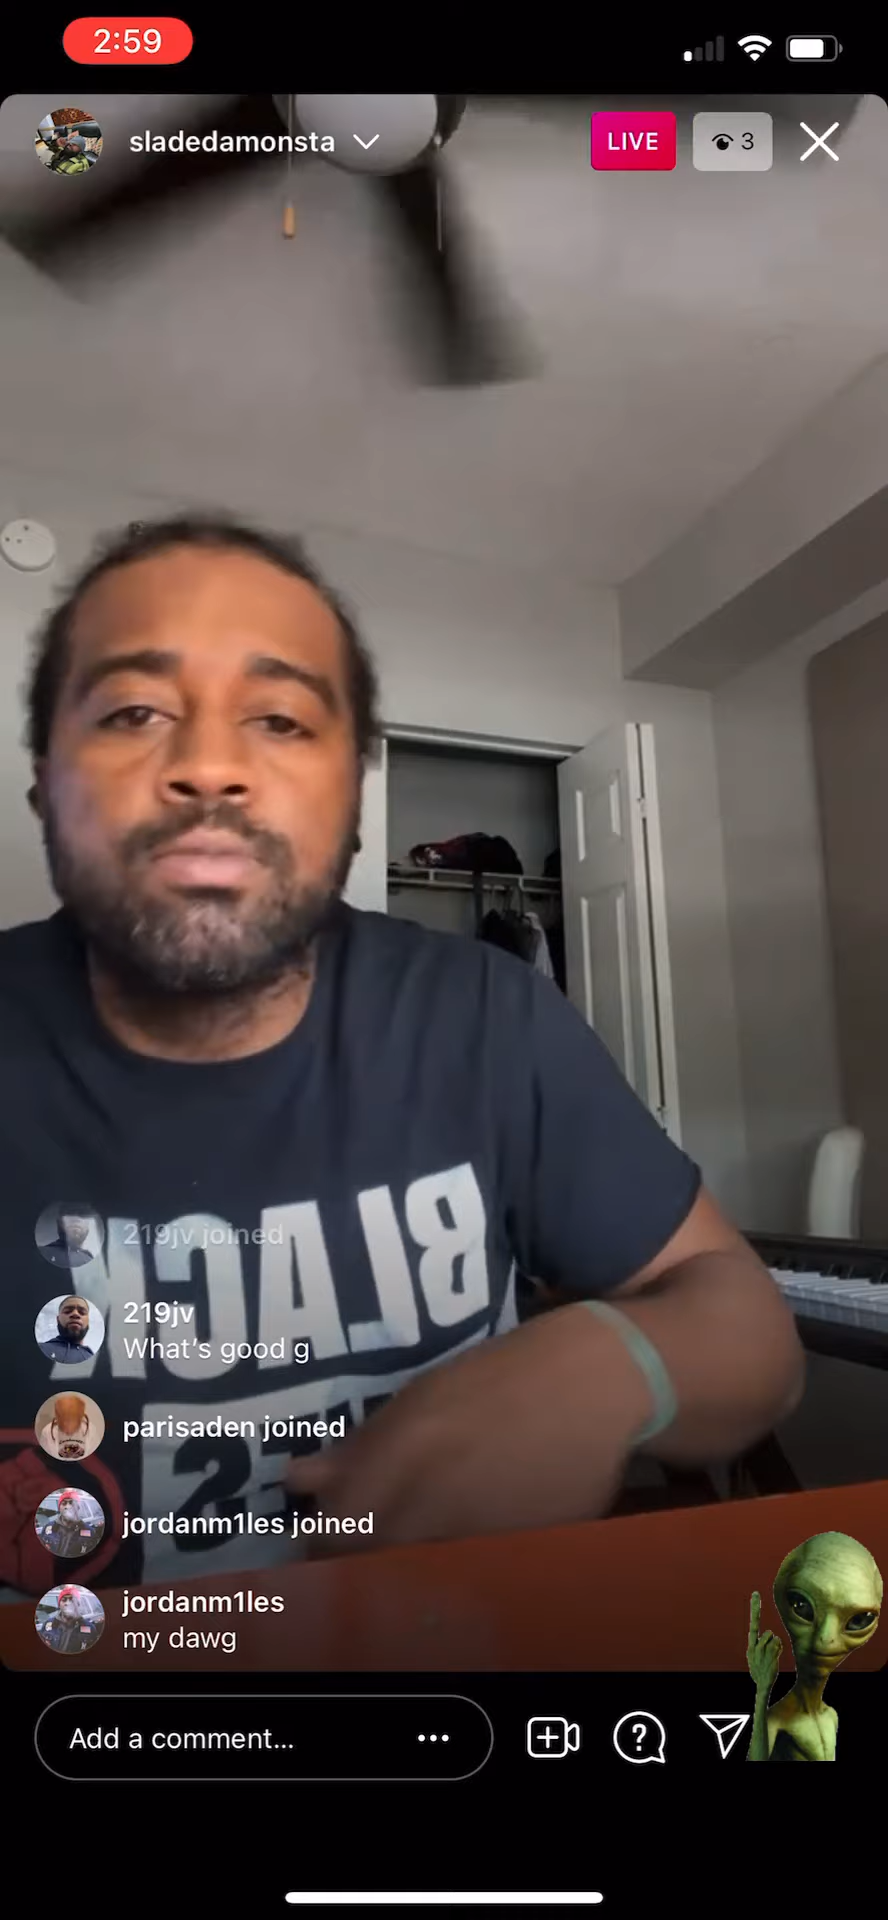 2:59
sladedamonsta
LIVE
3
BLACK
219jv joined
219jv
What's good g
parisaden joined
jordanm1les joined
jordanm1les
my dawg
Add a comment...